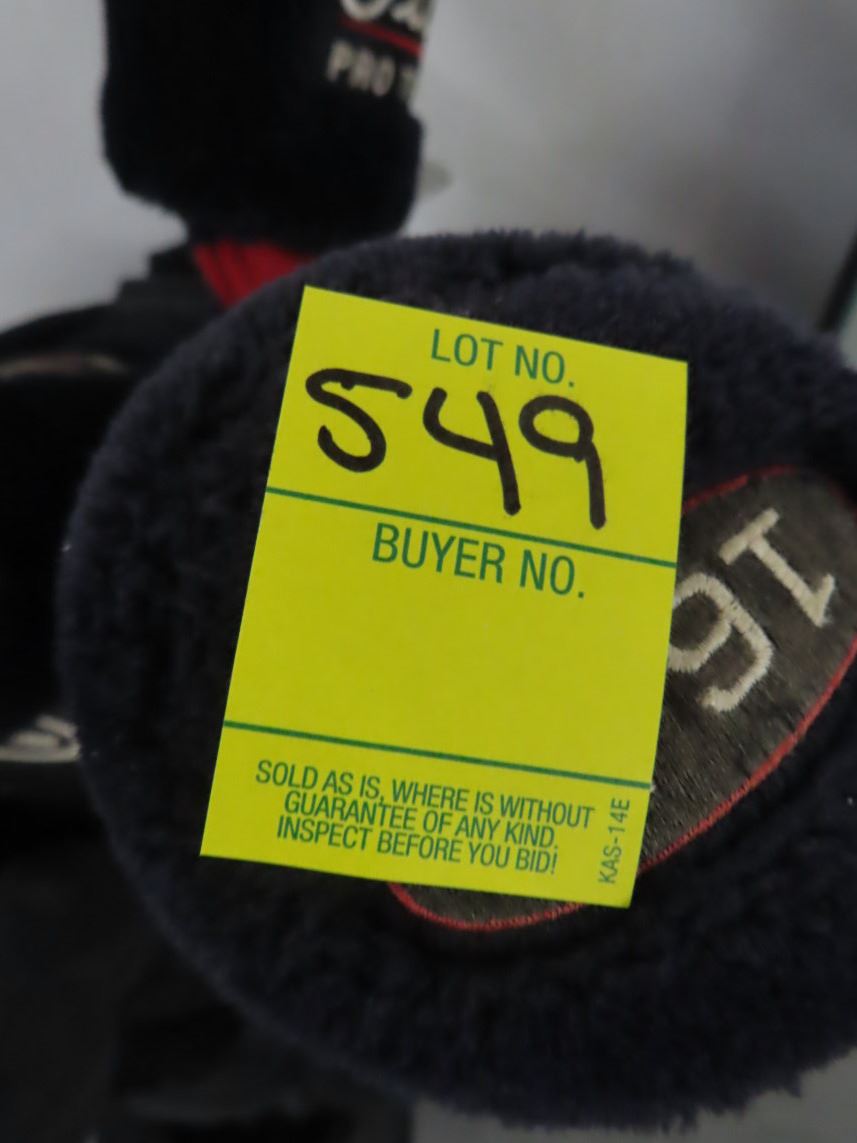 PRO
LOT NO.
549
BUYER NO.
SOLD AS IS, WHERE IS WITHOUT
GUARANTEE OF ANY KIND.
INSPECT BEFORE YOU BID!
KAS-14E